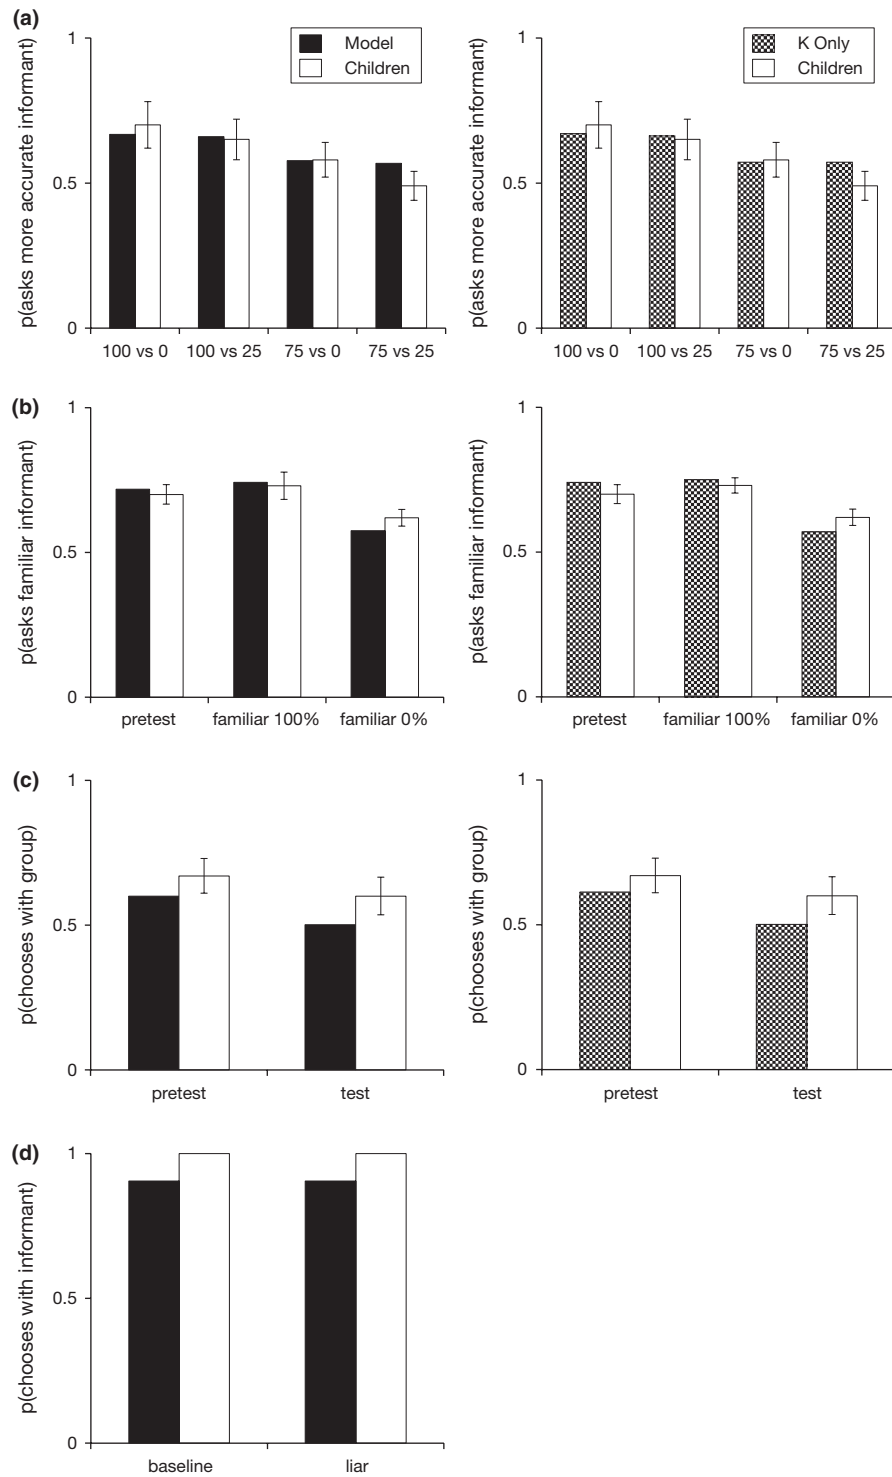 (a)
p(asks more accurate informant)
1
0.5
0
Model
Children
100 vs 0
100 vs 25
75 vs 0
75 vs 25
p(asks more accurate informant)
1
0.5
0
K Only
Children
100 vs 0
100 vs 25
75 vs 0
75 vs 25
(b)
p(asks familiar informant)
1
0.5
0
pretest
familiar 100%
familiar 0%
p(asks familiar informant)
1
0.5
0
pretest
familiar 100%
familiar 0%
(c)
p(chooses with group)
1
0.5
0
pretest
test
p(chooses with group)
1
0.5
0
pretest
test
(d)
p(chooses with informant)
1
0.5
0
baseline
liar